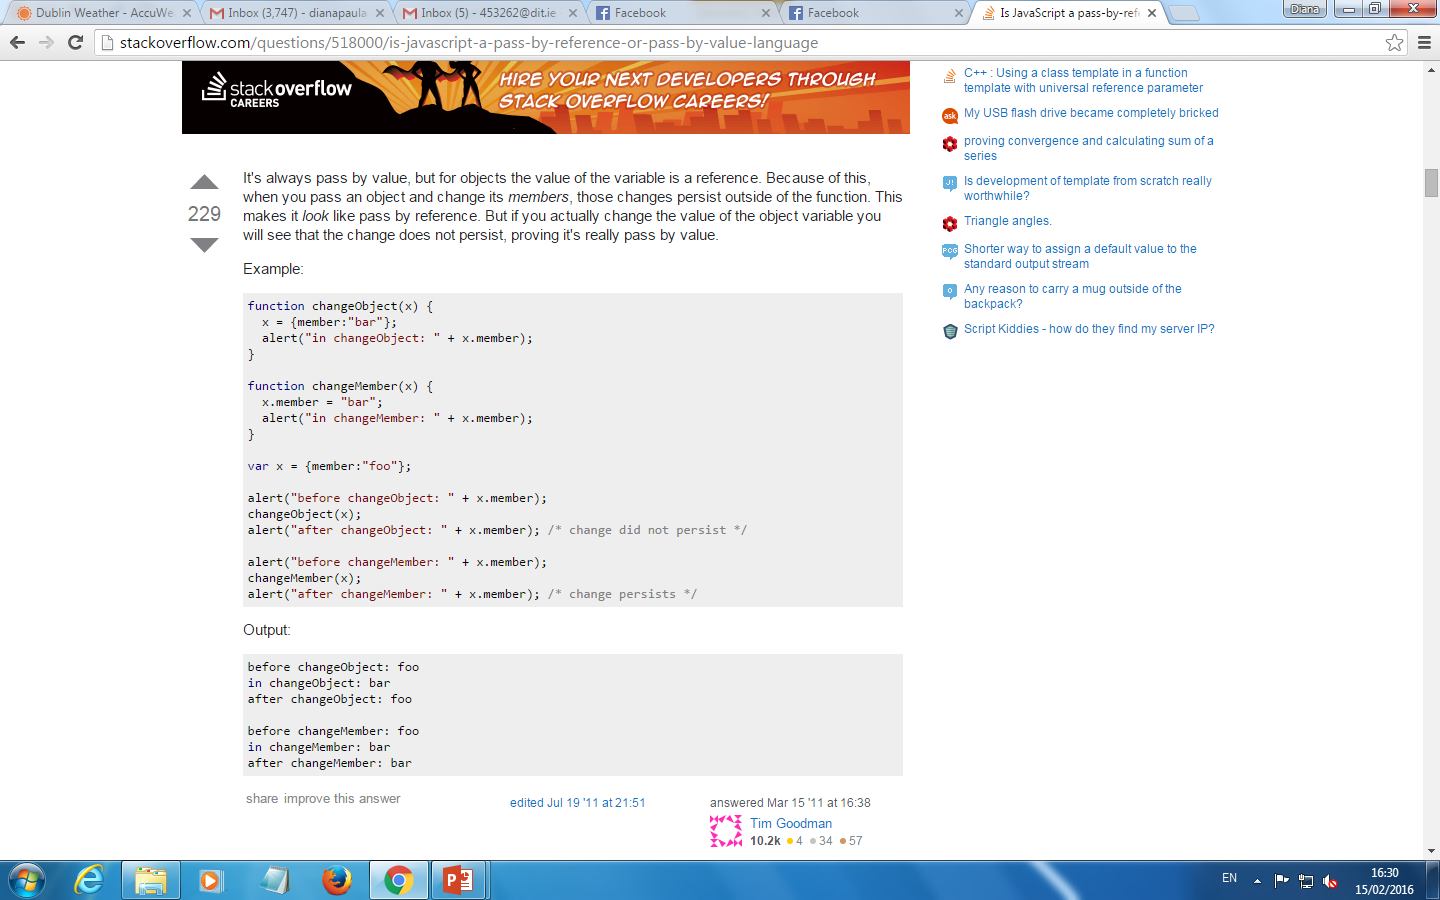 Dublin Weather - AccuWe
Inbox (3,747) - dianapaula
Inbox (5) - 453262@dit.ie
Facebook
Facebook
Is JavaScript a pass-by-ref
Diana
stackoverflow.com/questions/518000/is-javascript-a-pass-by-reference-or-pass-by-value-language
stackoverflow
CAREERS
HIRE YOUR NEXT DEVELOPERS THROUGH
STACK OVERFLOW CAREERS!
229
It's always pass by value, but for objects the value of the variable is a reference. Because of this,
when you pass an object and change its members, those changes persist outside of the function. This
makes it look like pass by reference. But if you actually change the value of the object variable you
will see that the change does not persist, proving it's really pass by value.
Example:
function changeObject(x) {
  x = {member:"bar"};
  alert("in changeObject: " + x.member);
}
function changeMember(x) {
  x.member = "bar";
  alert("in changeMember: " + x.member);
}
var x = {member:"foo"};
alert("before changeObject: " + x.member);
changeObject(x);
alert("after changeObject: " + x.member); /* change did not persist */
alert("before changeMember: " + x.member);
changeMember(x);
alert("after changeMember: " + x.member); /* change persists */
Output:
before changeObject: foo
in changeObject: bar
after changeObject: foo
before changeMember: foo
in changeMember: bar
after changeMember: bar
share improve this answer
edited Jul 19 '11 at 21:51
answered Mar 15 '11 at 16:38
Tim Goodman
10.2k 4 34 57
C++ : Using a class template in a function
template with universal reference parameter
ask
My USB flash drive became completely bricked
proving convergence and calculating sum of a
series
J!
Is development of template from scratch really
worthwhile?
Triangle angles.
PCG
Shorter way to assign a default value to the
standard output stream
Any reason to carry a mug outside of the
backpack?
Script Kiddies - how do they find my server IP?
EN
16:30
15/02/2016